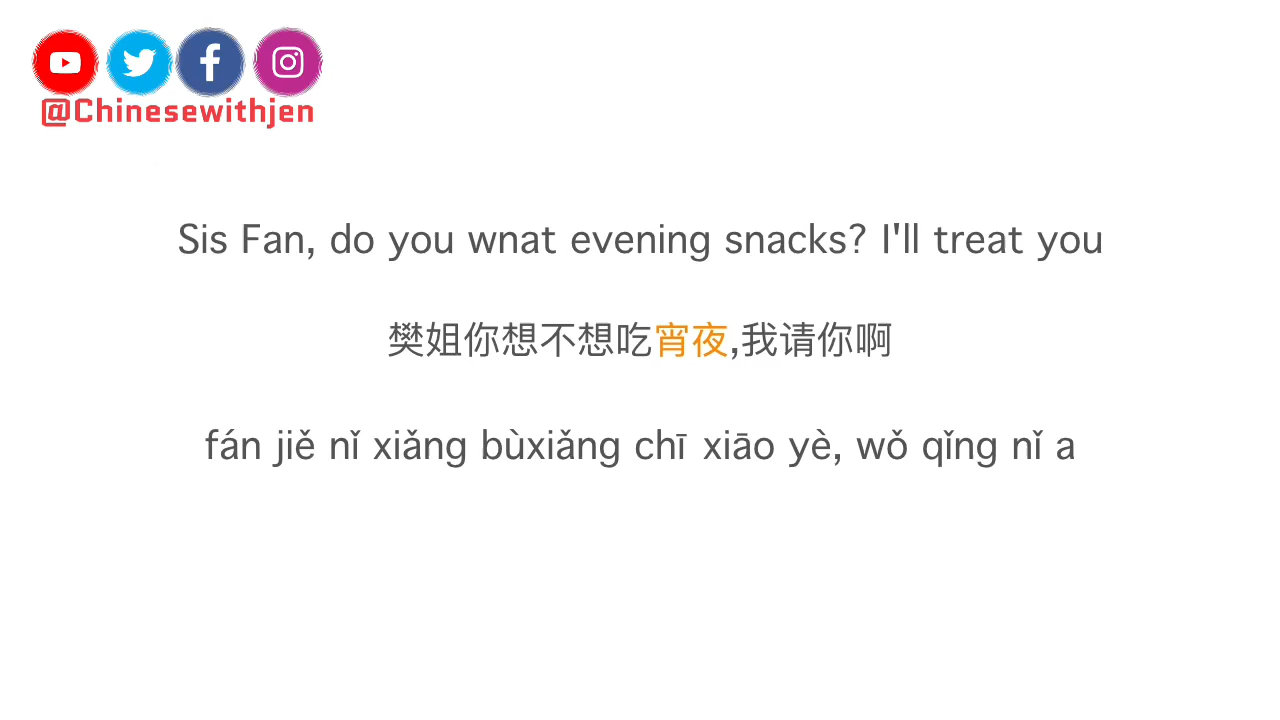 @Chinesewithjen
Sis Fan, do you wnat evening snacks? I'll treat you
樊姐你想不想吃宵夜,我请你啊
fán jiě nǐ xiǎng bùxiǎng chī xiāo yè, wǒ qǐng nǐ a